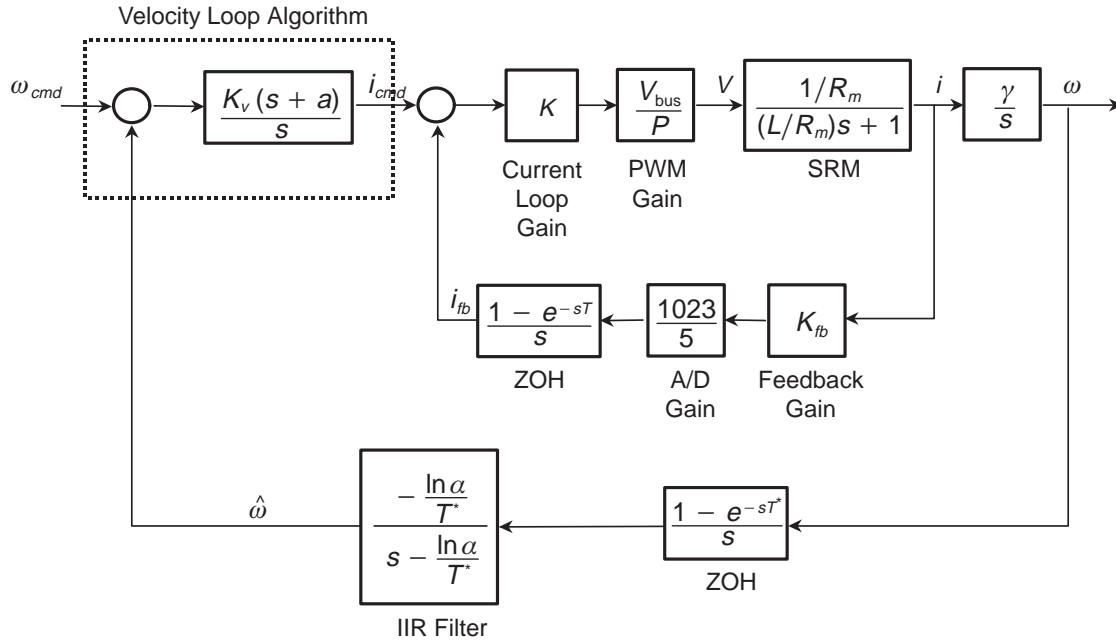 Velocity Loop Algorithm
ω_cmd
K_v (s + a)
s
i_cmd
K
Current
Loop
Gain
V_bus
P
PWM
Gain
V
1/R_m
(L/R_m)s + 1
SRM
i
γ
s
ω
i_fb
1 − e^{−sT}
s
ZOH
1023
5
A/D
Gain
K_fb
Feedback
Gain
ω̂
− ln α
T*
s − ln α
T*
IIR Filter
1 − e^{−sT*}
s
ZOH